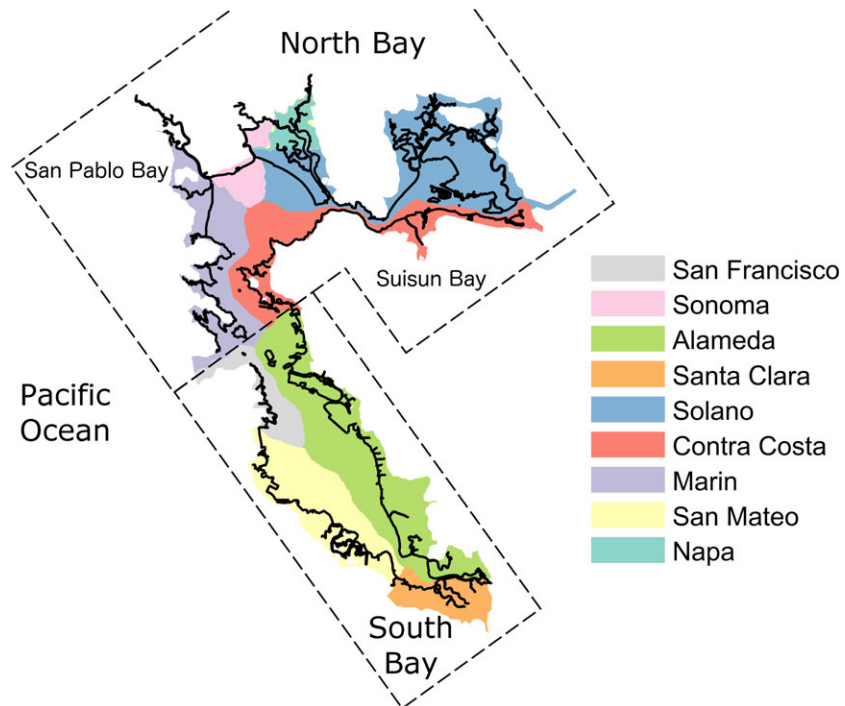 North Bay
San Pablo Bay
Suisun Bay
Pacific
Ocean
South
Bay
San Francisco
Sonoma
Alameda
Santa Clara
Solano
Contra Costa
Marin
San Mateo
Napa